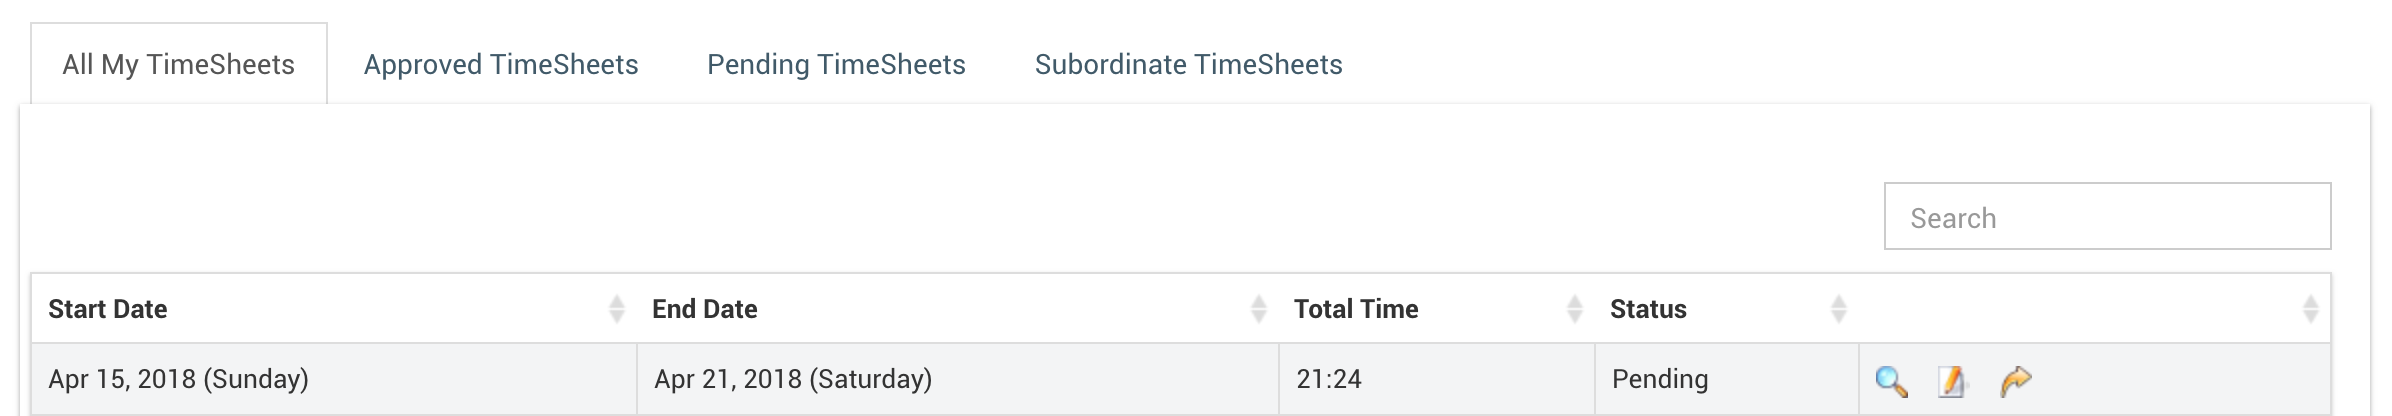 All My TimeSheets Approved TimeSheets Pending TimeSheets Subordinate TimeSheets
Search
Start Date End Date Total Time Status
Apr 15, 2018 (Sunday) Apr 21, 2018 (Saturday) 21:24 Pending